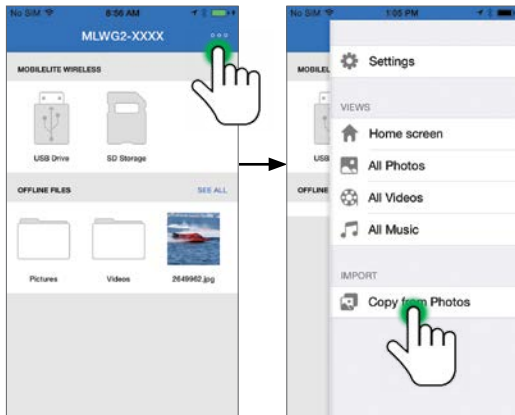 No SIM 8:56 AM
MLWG2-XXXX
MOBILELITE WIRELESS
USB Drive SD Storage
OFFLINE FILES SEE ALL
Pictures Videos 2649962.jpg
No SIM 1:05 PM
MOBILEL
USB
OFFLINE
Settings
VIEWS
Home screen
All Photos
All Videos
All Music
IMPORT
Copy from Photos